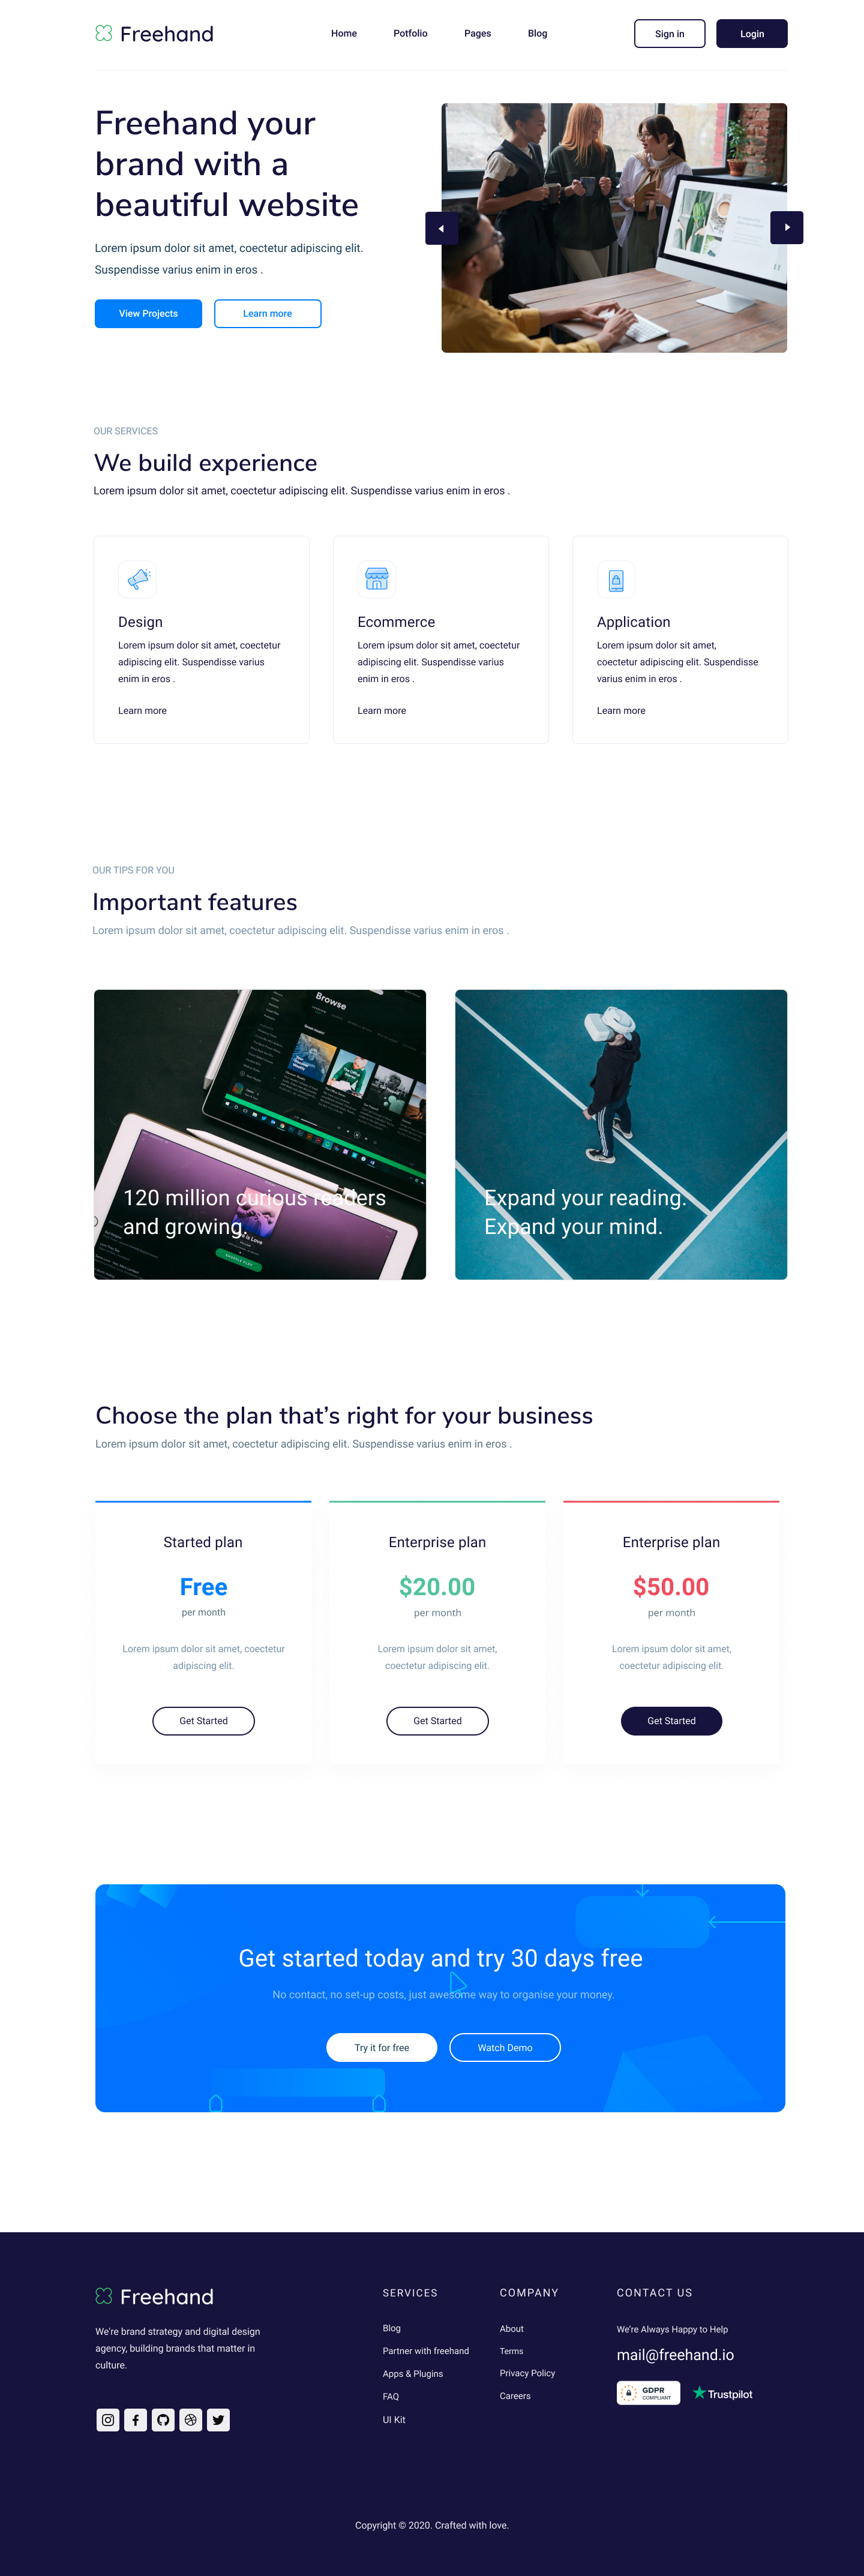 Freehand
Home
Potfolio
Pages
Blog
Sign in
Login
Freehand your
brand with a
beautiful website
Lorem ipsum dolor sit amet, coectetur adipiscing elit.
Suspendisse varius enim in eros .
View Projects
Learn more
OUR SERVICES
We build experience
Lorem ipsum dolor sit amet, coectetur adipiscing elit. Suspendisse varius enim in eros .
Design
Lorem ipsum dolor sit amet, coectetur
adipiscing elit. Suspendisse varius
enim in eros .
Learn more
Ecommerce
Lorem ipsum dolor sit amet, coectetur
adipiscing elit. Suspendisse varius
enim in eros .
Learn more
Application
Lorem ipsum dolor sit amet,
coectetur adipiscing elit. Suspendisse
varius enim in eros .
Learn more
OUR TIPS FOR YOU
Important features
Lorem ipsum dolor sit amet, coectetur adipiscing elit. Suspendisse varius enim in eros .
Browse
120 million curious readers
and growing.
Expand your reading.
Expand your mind.
Choose the plan that’s right for your business
Lorem ipsum dolor sit amet, coectetur adipiscing elit. Suspendisse varius enim in eros .
Started plan
Free
per month
Lorem ipsum dolor sit amet, coectetur
adipiscing elit.
Get Started
Enterprise plan
$20.00
per month
Lorem ipsum dolor sit amet,
coectetur adipiscing elit.
Get Started
Enterprise plan
$50.00
per month
Lorem ipsum dolor sit amet,
coectetur adipiscing elit.
Get Started
Get started today and try 30 days free
No contact, no set-up costs, just awesome way to organise your money.
Try it for free
Watch Demo
Freehand
We're brand strategy and digital design
agency, building brands that matter in
culture.
SERVICES
Blog
Partner with freehand
Apps & Plugins
FAQ
UI Kit
COMPANY
About
Terms
Privacy Policy
Careers
CONTACT US
We’re Always Happy to Help
mail@freehand.io
GDPR
COMPLIANT
Trustpilot
Copyright © 2020. Crafted with love.